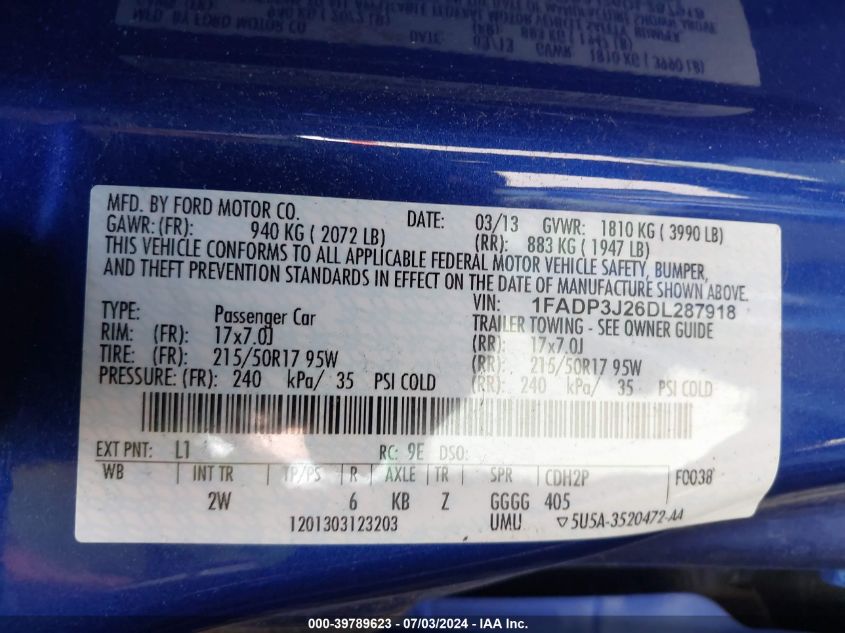 MFD. BY FORD MOTOR CO. DATE: 03/13 GVWR: 1810 KG ( 3990 LB)
GAWR: (FR): 940 KG ( 2072 LB) (RR): 883 KG ( 1947 LB)
THIS VEHICLE CONFORMS TO ALL APPLICABLE FEDERAL MOTOR VEHICLE SAFETY, BUMPER,
AND THEFT PREVENTION STANDARDS IN EFFECT ON THE DATE OF MANUFACTURE SHOWN ABOVE.
VIN: 1FADP3J26DL287918
TYPE: Passenger Car TRAILER TOWING - SEE OWNER GUIDE
RIM: (FR): 17x7.0J (RR): 17x7.0J
TIRE: (FR): 215/50R17 95W (RR): 215/50R17 95W
PRESSURE: (FR): 240 kPa/ 35 PSI COLD (RR): 240 kPa/ 35 PSI COLD
EXT PNT: L1 RC: 9E DSO:
WB INT TR TP/PS R AXLE TR SPR CDH2P F0038
2W 6 KB Z GGGG 405
1201303123203 UMU 5U5A-3520472-AA
000-39789623 - 07/03/2024 - IAA Inc.